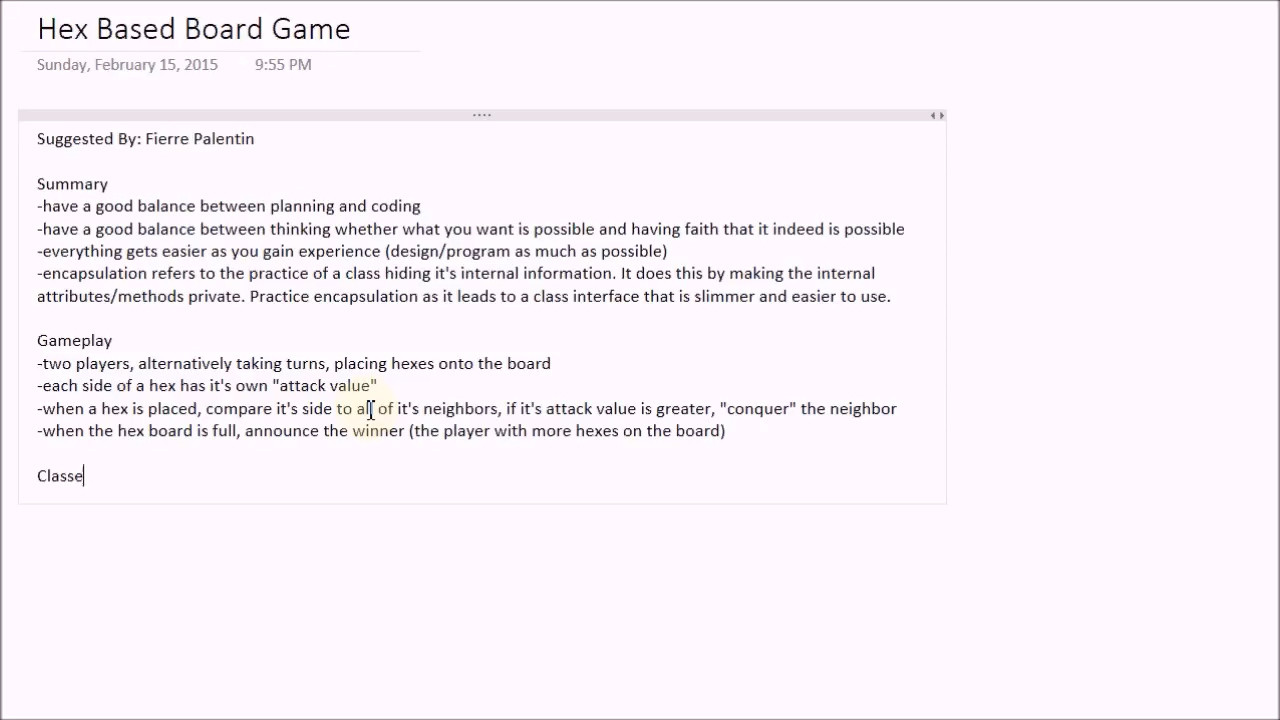 Hex Based Board Game
Sunday, February 15, 2015 9:55 PM
Suggested By: Fierre Palentin
Summary
-have a good balance between planning and coding
-have a good balance between thinking whether what you want is possible and having faith that it indeed is possible
-everything gets easier as you gain experience (design/program as much as possible)
-encapsulation refers to the practice of a class hiding it's internal information. It does this by making the internal
attributes/methods private. Practice encapsulation as it leads to a class interface that is slimmer and easier to use.
Gameplay
-two players, alternatively taking turns, placing hexes onto the board
-each side of a hex has it's own "attack value"
-when a hex is placed, compare it's side to all of it's neighbors, if it's attack value is greater, "conquer" the neighbor
-when the hex board is full, announce the winner (the player with more hexes on the board)
Classe